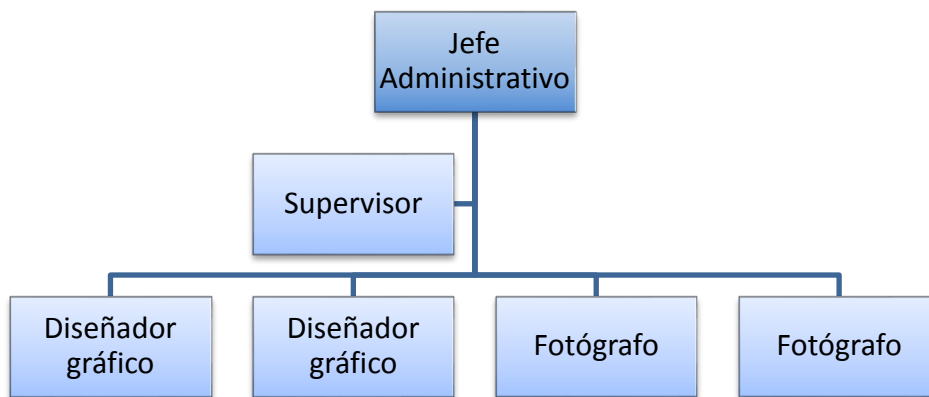 Jefe
Administrativo
Supervisor
Diseñador
gráfico
Diseñador
gráfico
Fotógrafo
Fotógrafo